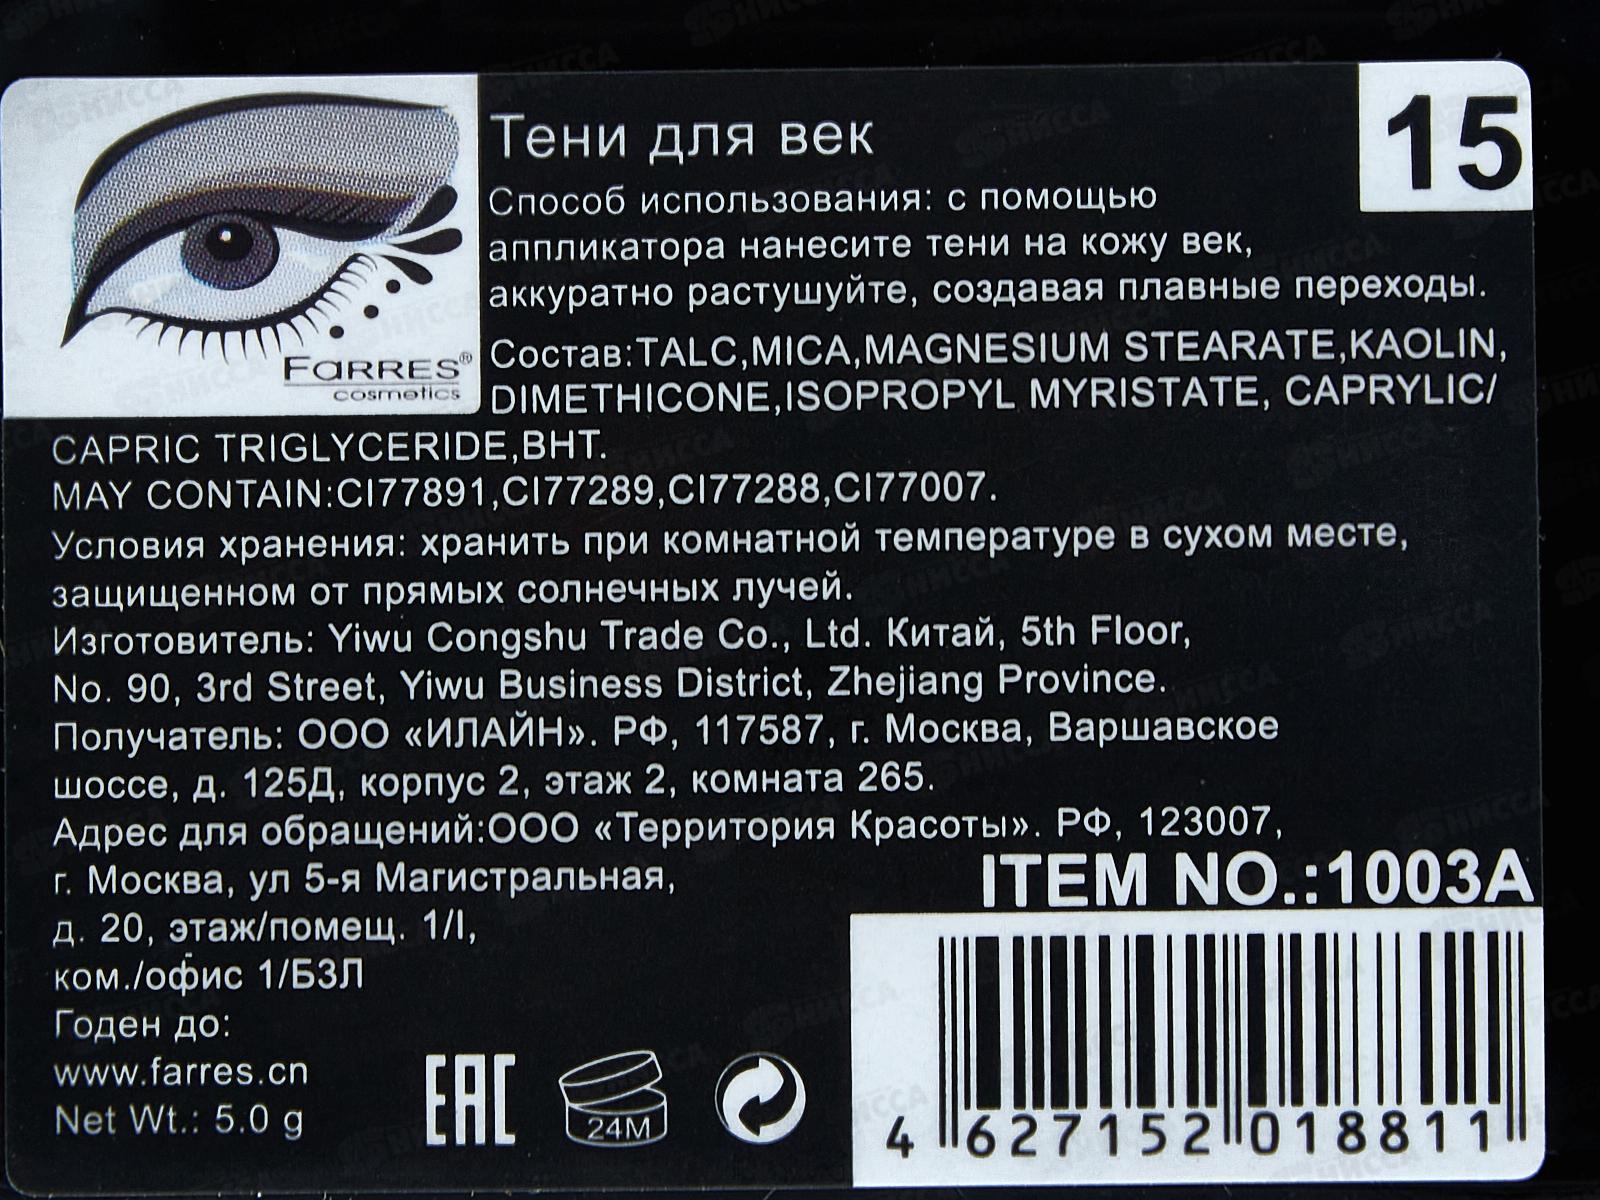 15
Тени для век
Способ использования: с помощью
аппликатора нанесите тени на кожу век,
аккуратно растушуйте, создавая плавные переходы.
FARRES®
cosmetics
Состав:TALC,MICA,MAGNESIUM STEARATE,KAOLIN,
DIMETHICONE,ISOPROPYL MYRISTATE, CAPRYLIC/
CAPRIC TRIGLYCERIDE,BHT.
MAY CONTAIN:CI77891,CI77289,CI77288,CI77007.
Условия хранения: хранить при комнатной температуре в сухом месте,
защищенном от прямых солнечных лучей.
Изготовитель: Yiwu Congshu Trade Co., Ltd. Китай, 5th Floor,
No. 90, 3rd Street, Yiwu Business District, Zhejiang Province.
Получатель: ООО «ИЛАЙН». РФ, 117587, г. Москва, Варшавское
шоссе, д. 125Д, корпус 2, этаж 2, комната 265.
Адрес для обращений:ООО «Территория Красоты». РФ, 123007,
г. Москва, ул 5-я Магистральная,
д. 20, этаж/помещ. 1/I,
ком./офис 1/БЗЛ
Годен до:
www.farres.cn
Net Wt.: 5.0 g
EAC
24M
ITEM NO.:1003A
4 627152 018811
НИССА